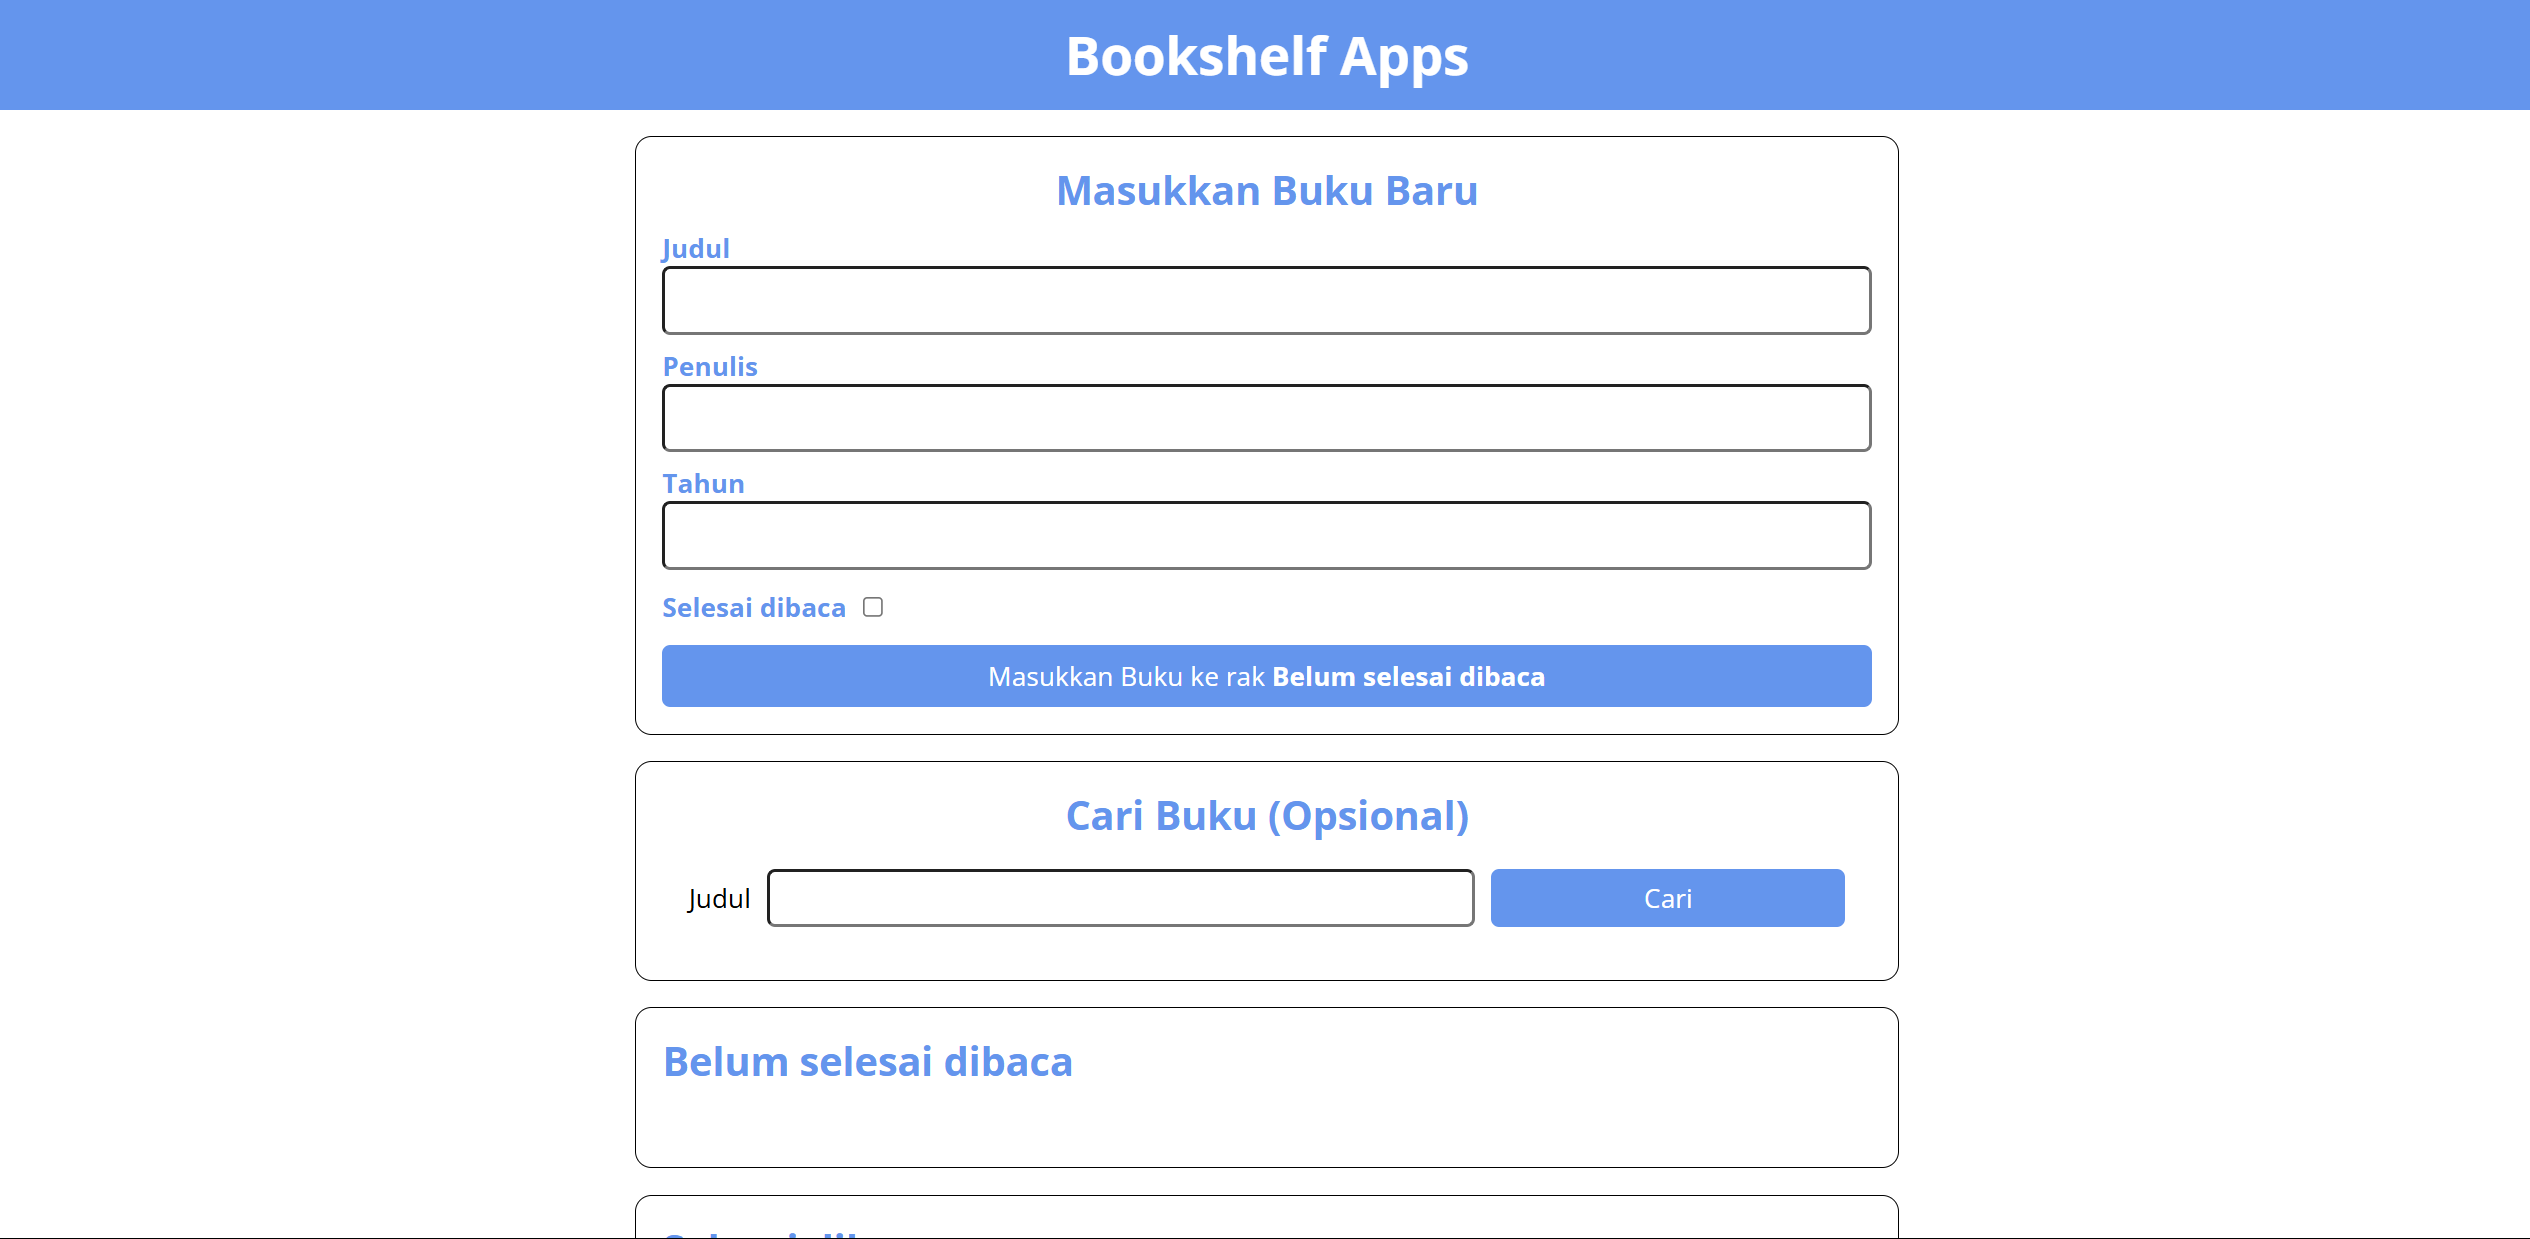 Bookshelf Apps
Masukkan Buku Baru
Judul
Penulis
Tahun
Selesai dibaca
Masukkan Buku ke rak Belum selesai dibaca
Cari Buku (Opsional)
Judul
Cari
Belum selesai dibaca